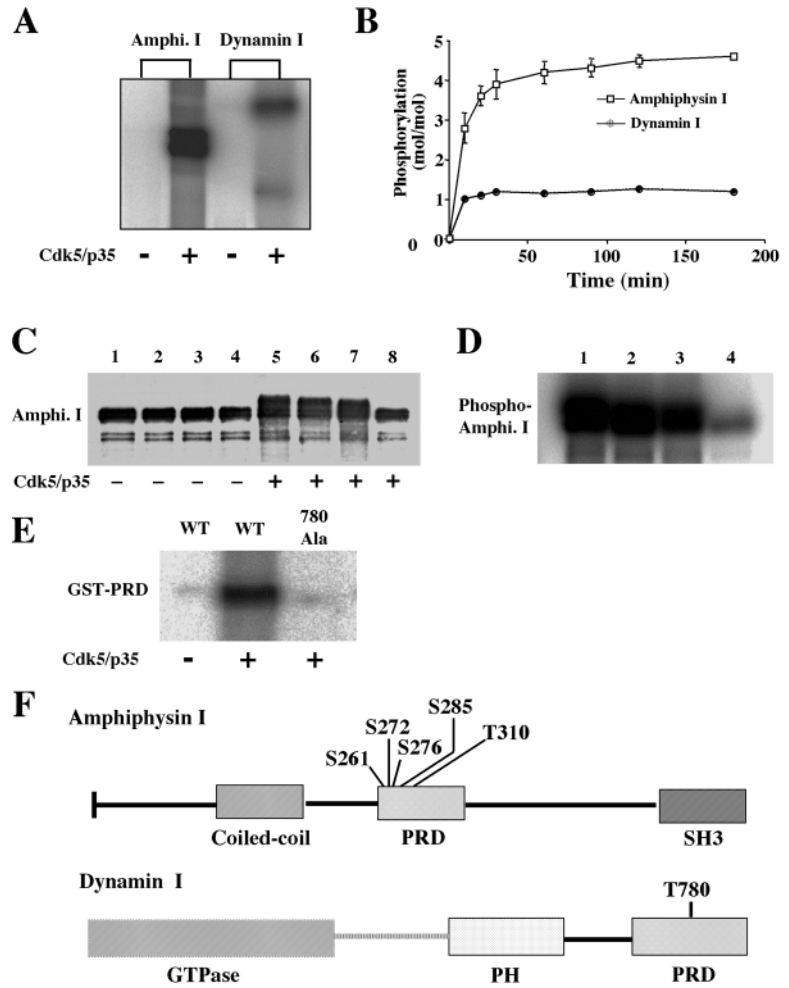 A
Amphi. I Dynamin I
Cdk5/p35 - + - +
B
Phosphorylation
(mol/mol)
5
4
3
2
1
0 0
Amphiphysin I
Dynamin I
50 100 150 200
Time (min)
C
1 2 3 4 5 6 7 8
Amphi. I
Cdk5/p35 – – – – + + + +
D
1 2 3 4
Phospho-
Amphi. I
E
WT WT 780
Ala
GST-PRD
Cdk5/p35 - + +
F
Amphiphysin I
S285
S272
T310
S276
S261
Coiled-coil PRD SH3
Dynamin I
T780
GTPase PH PRD